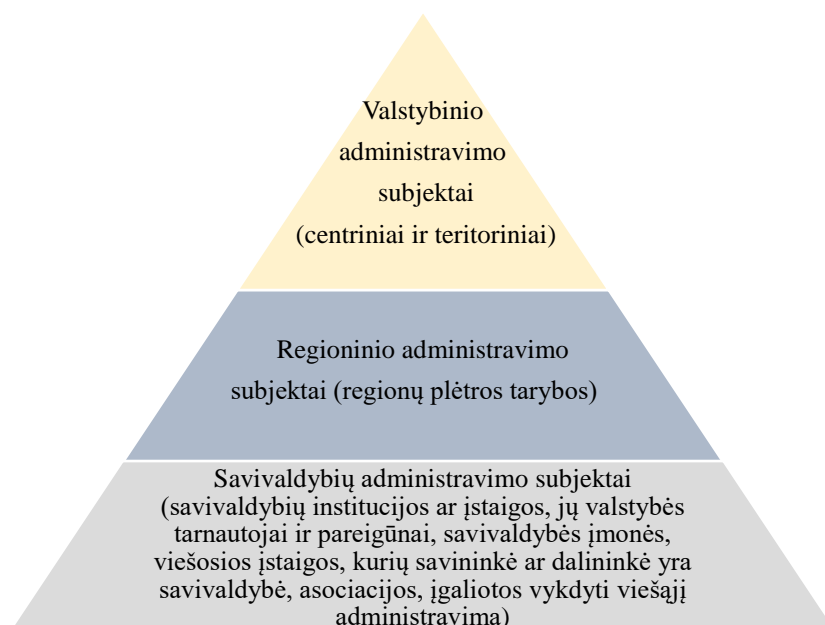 Valstybinio
administravimo
subjektai
(centriniai ir teritoriniai)
Regioninio administravimo
subjektai (regionų plėtros tarybos)
Savivaldybių administravimo subjektai
(savivaldybių institucijos ar įstaigos, jų valstybės
tarnautojai ir pareigūnai, savivaldybės įmonės,
viešosios įstaigos, kurių savininkė ar dalininkė yra
savivaldybė, asociacijos, įgaliotos vykdyti viešąjį
administravimą)